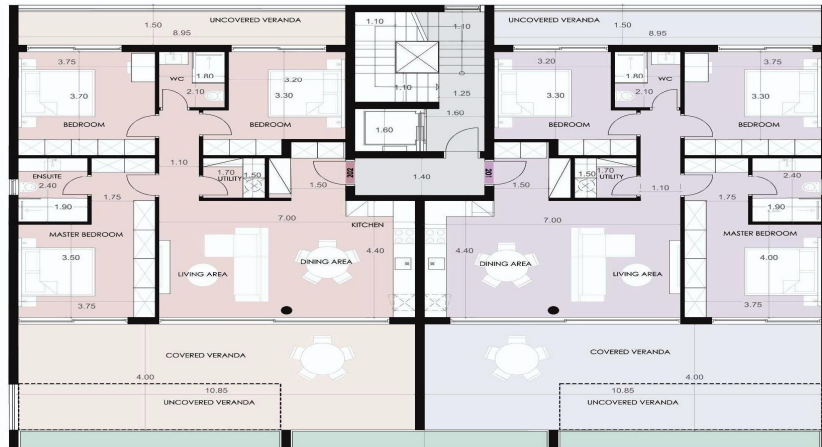 UNCOVERED VERANDA
1.50
8.95
1.10
1.10
UNCOVERED VERANDA
1.50
8.95
3.75
3.70
BEDROOM
WC
1.80
2.10
3.20
3.30
BEDROOM
1.10
1.25
1.60
1.60
3.20
3.30
BEDROOM
1.80
WC
2.10
3.75
3.30
BEDROOM
ENSUITE
2.40
1.90
1.75
1.10
1.70
UTILITY
1.50
1.50
202
1.40
201
1.50
1.50
1.70
UTILITY
1.10
1.75
2.40
1.90
7.00
KITCHEN
4.40
7.00
4.40
MASTER BEDROOM
3.50
3.75
LIVING AREA
DINING AREA
DINING AREA
LIVING AREA
MASTER BEDROOM
4.00
3.75
COVERED VERANDA
4.00
10.85
UNCOVERED VERANDA
COVERED VERANDA
4.00
10.85
UNCOVERED VERANDA